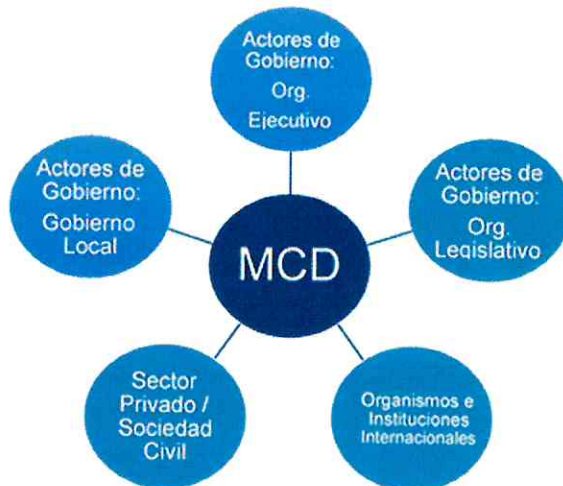 Actores de
Gobierno:
Org.
Ejecutivo
Actores de
Gobierno:
Gobierno
Local
Actores de
Gobierno:
Org.
Legislativo
MCD
Sector
Privado /
Sociedad
Civil
Organismos e
Instituciones
Internacionales